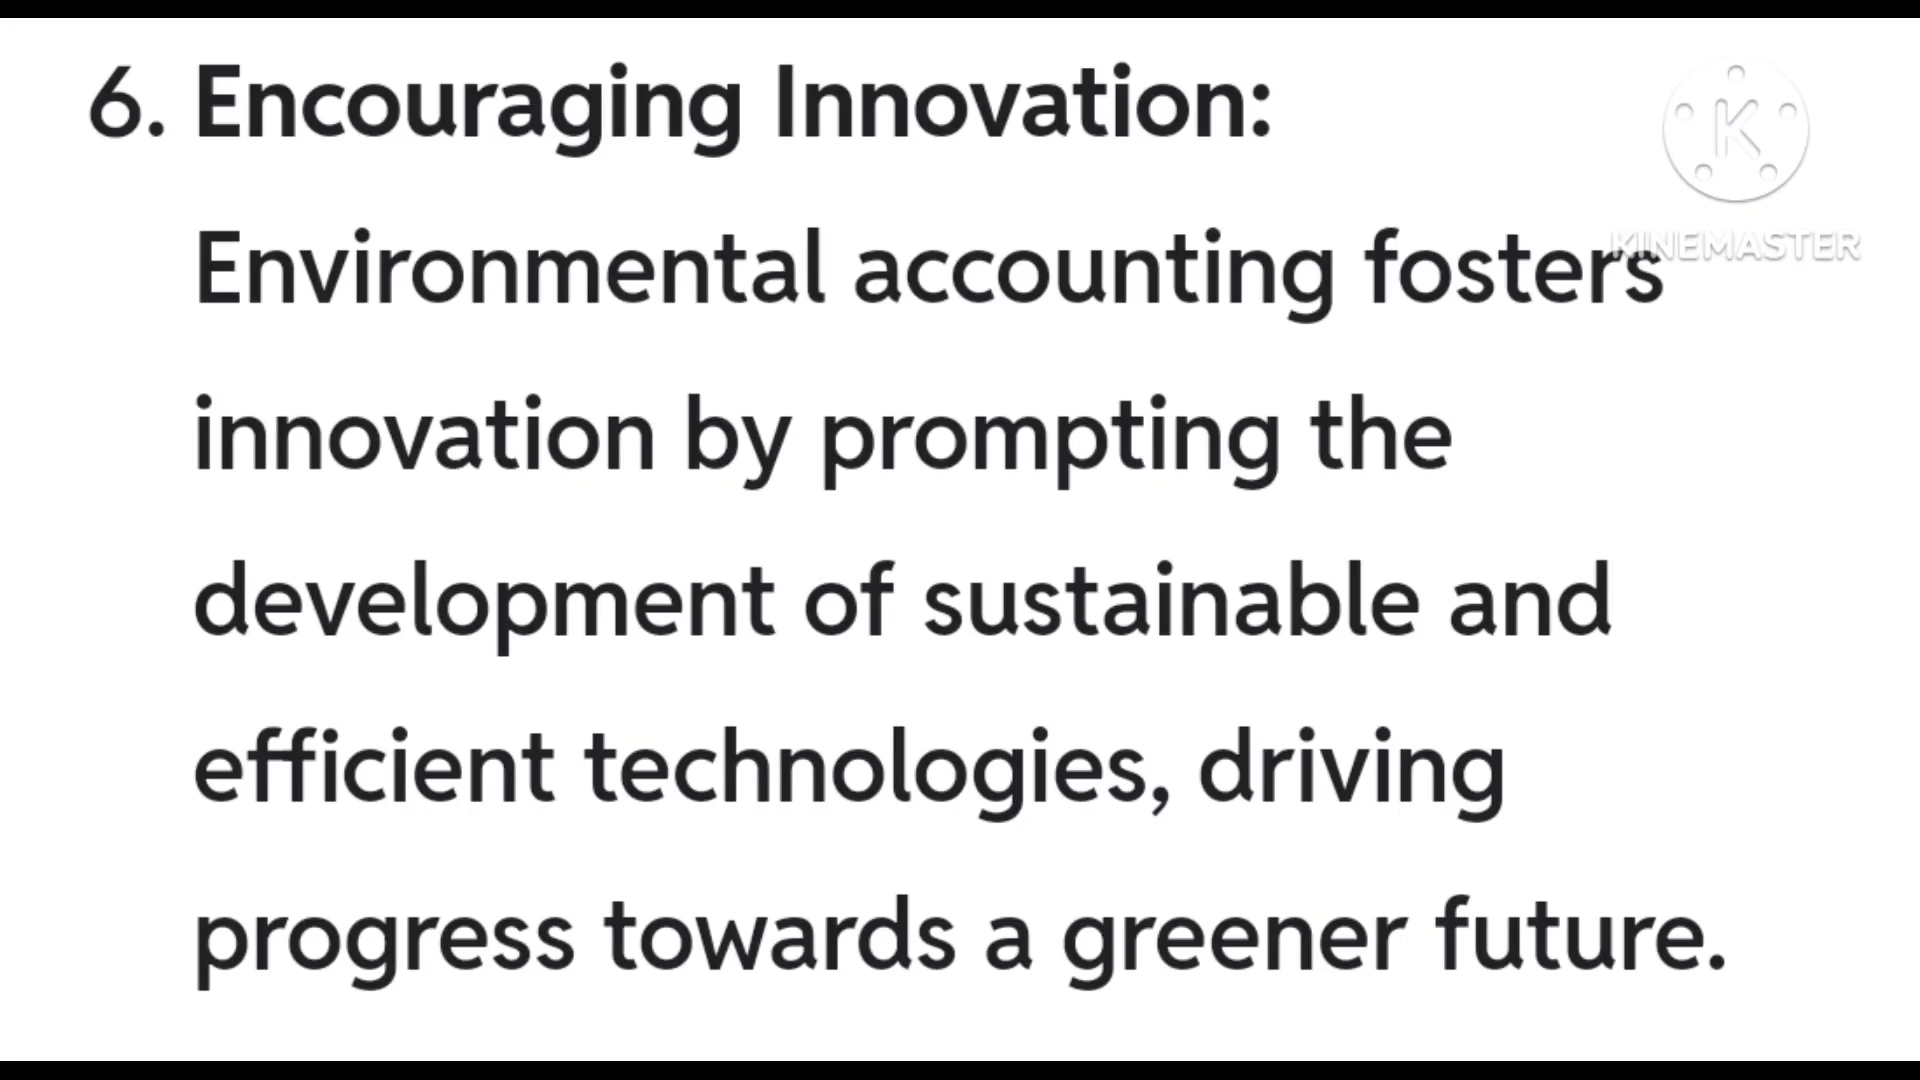 6. Encouraging Innovation:
K
KINEMASTER
Environmental accounting fosters
innovation by prompting the
development of sustainable and
efficient technologies, driving
progress towards a greener future.